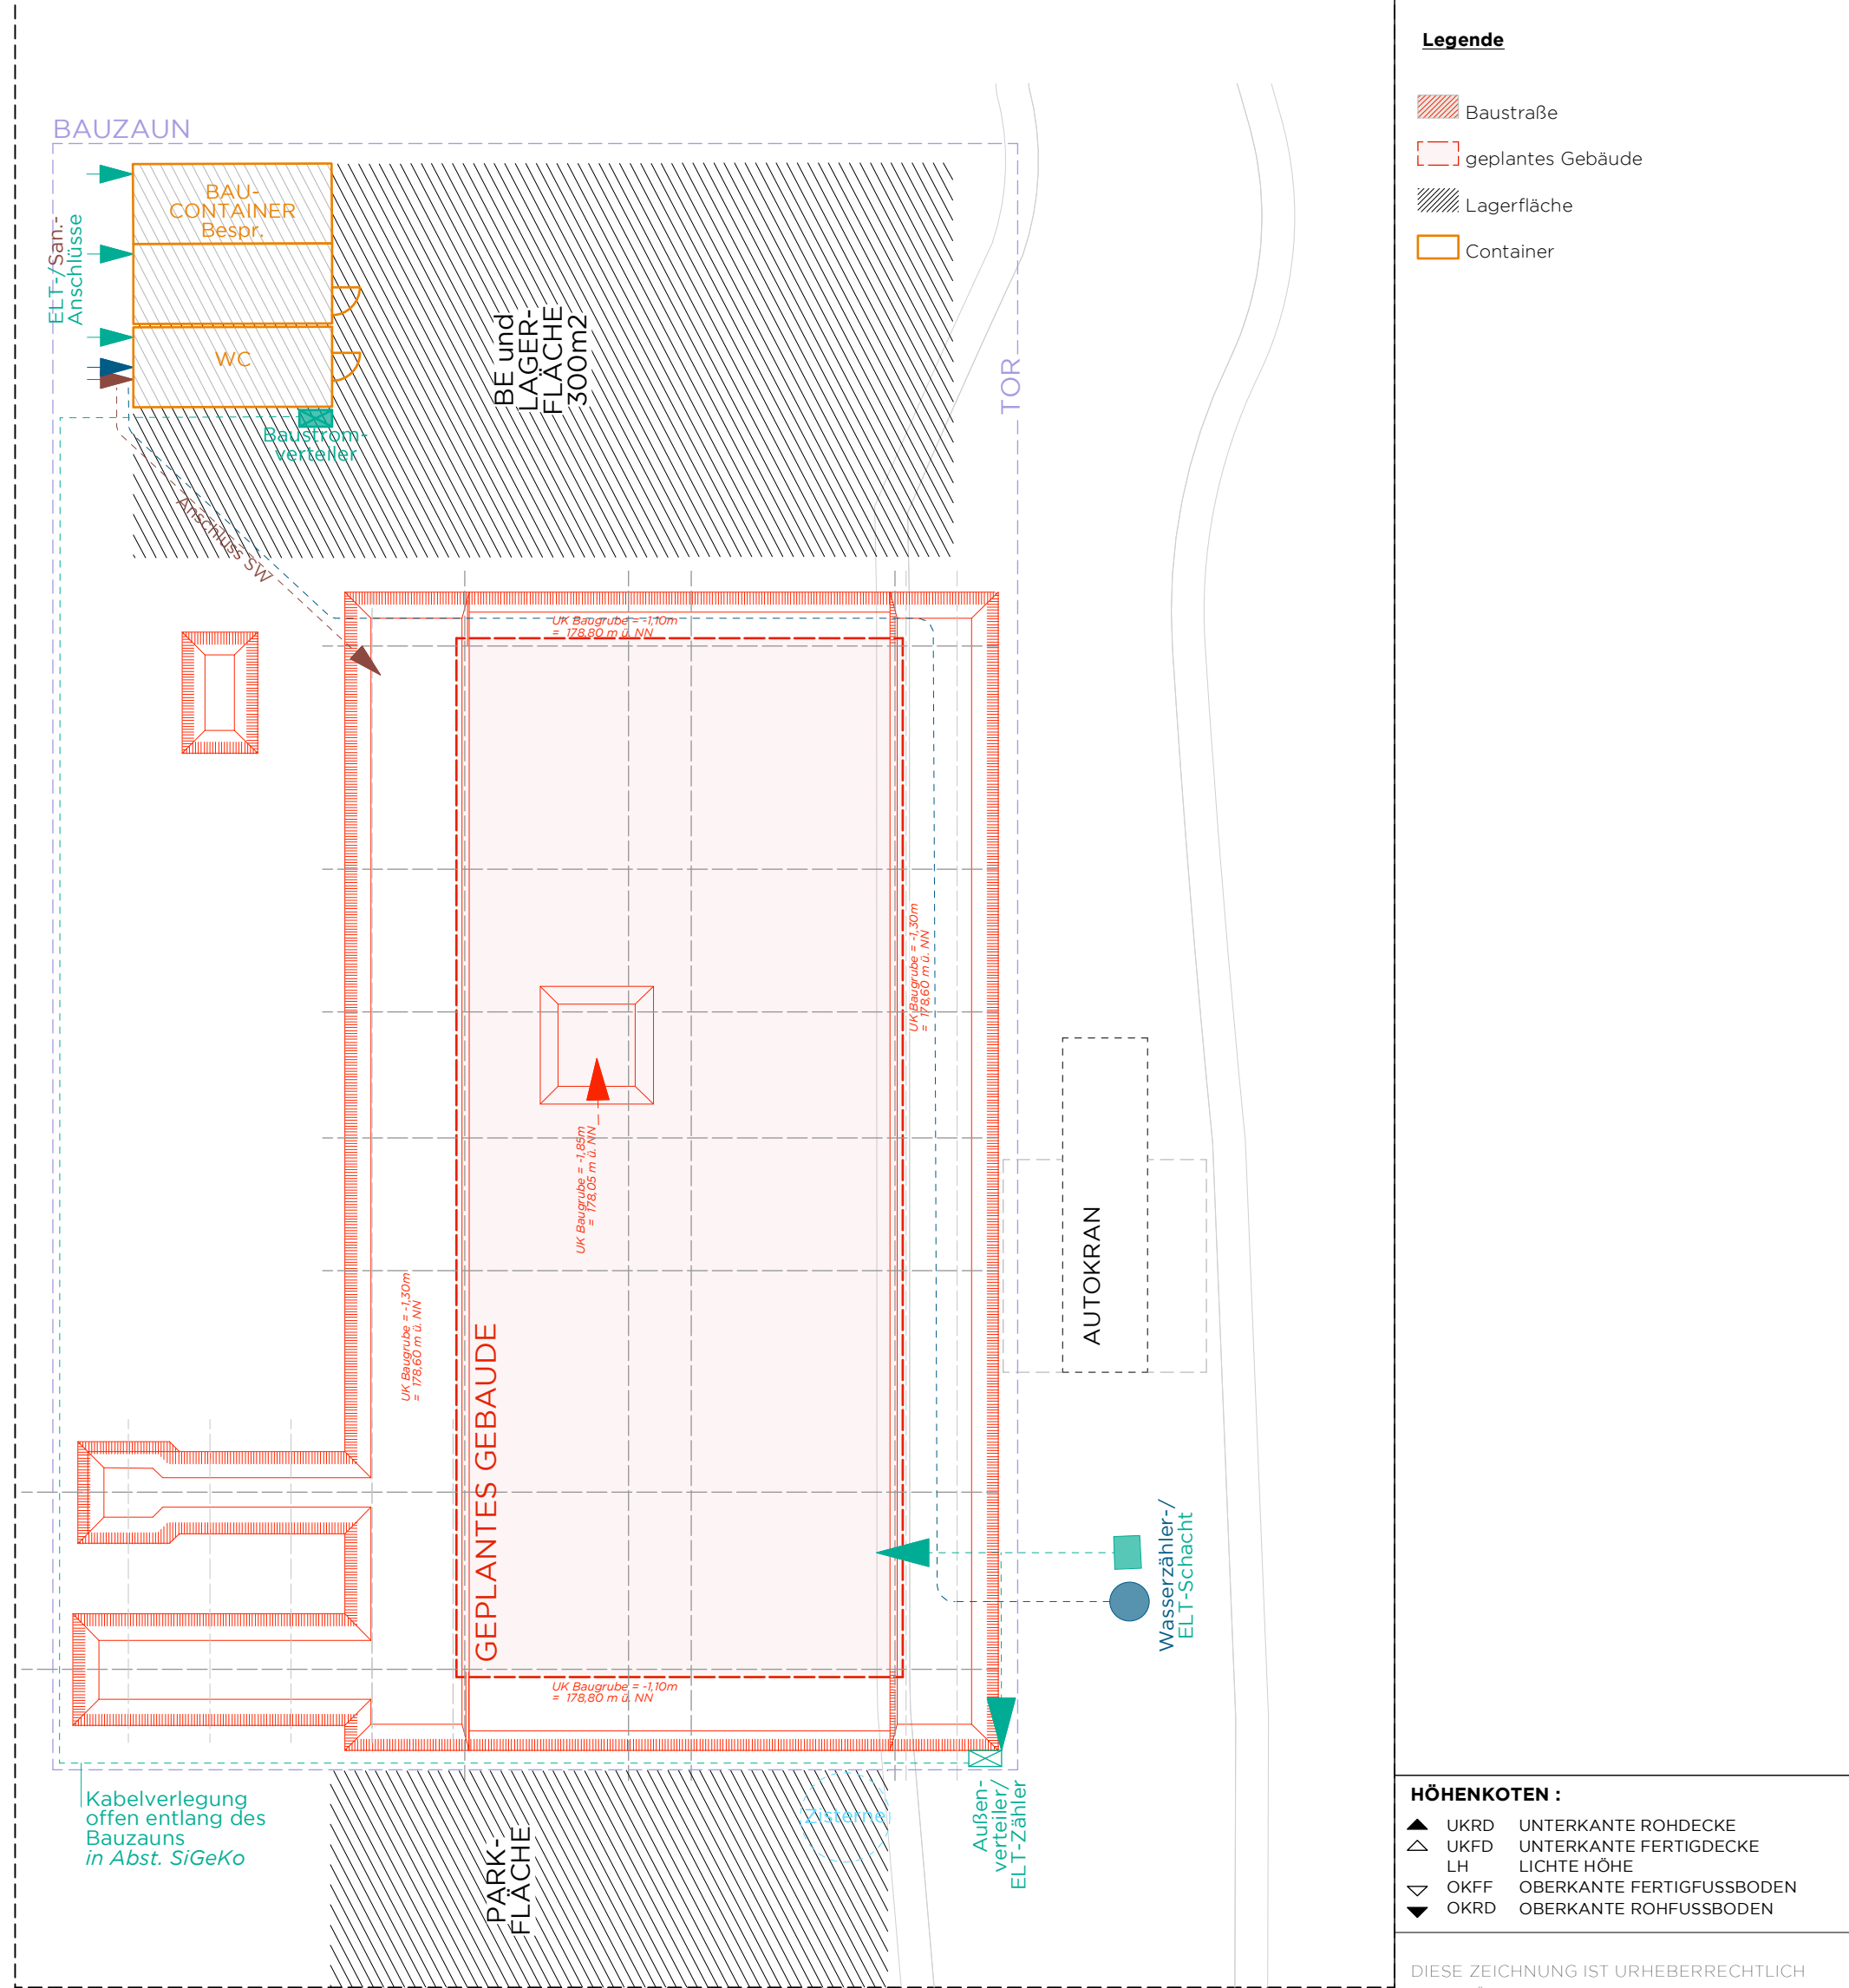 BAUZAUN
BAU-
CONTAINER
Bespr.
ELT-/San.-
Anschlüsse
WC
Baustrom-
verteiler
BE und
LAGER-
FLÄCHE
300m2
TOR
Anschluss SW
UK Baugrube = -1,10m
= 178,80 m ü. NN
UK Baugrube = -1,30m
= 178,60 m ü. NN
UK Baugrube = -1,85m
= 178,05 m ü. NN
UK Baugrube = -1,30m
= 178,60 m ü. NN
GEPLANTES GEBÄUDE
AUTOKRAN
Wasserzähler-/
ELT-Schacht
UK Baugrube = -1,10m
= 178,80 m ü. NN
Kabelverlegung
offen entlang des
Bauzauns
in Abst. SiGeKo
PARK-
FLÄCHE
Zisterne
Außen-
verteiler/
ELT-Zähler
Legende
Baustraße
geplantes Gebäude
Lagerfläche
Container
HÖHENKOTEN :
UKRD UNTERKANTE ROHDECKE
UKFD UNTERKANTE FERTIGDECKE
LH LICHTE HÖHE
OKFF OBERKANTE FERTIGFUSSBODEN
OKRD OBERKANTE ROHFUSSBODEN
DIESE ZEICHNUNG IST URHEBERRECHTLICH